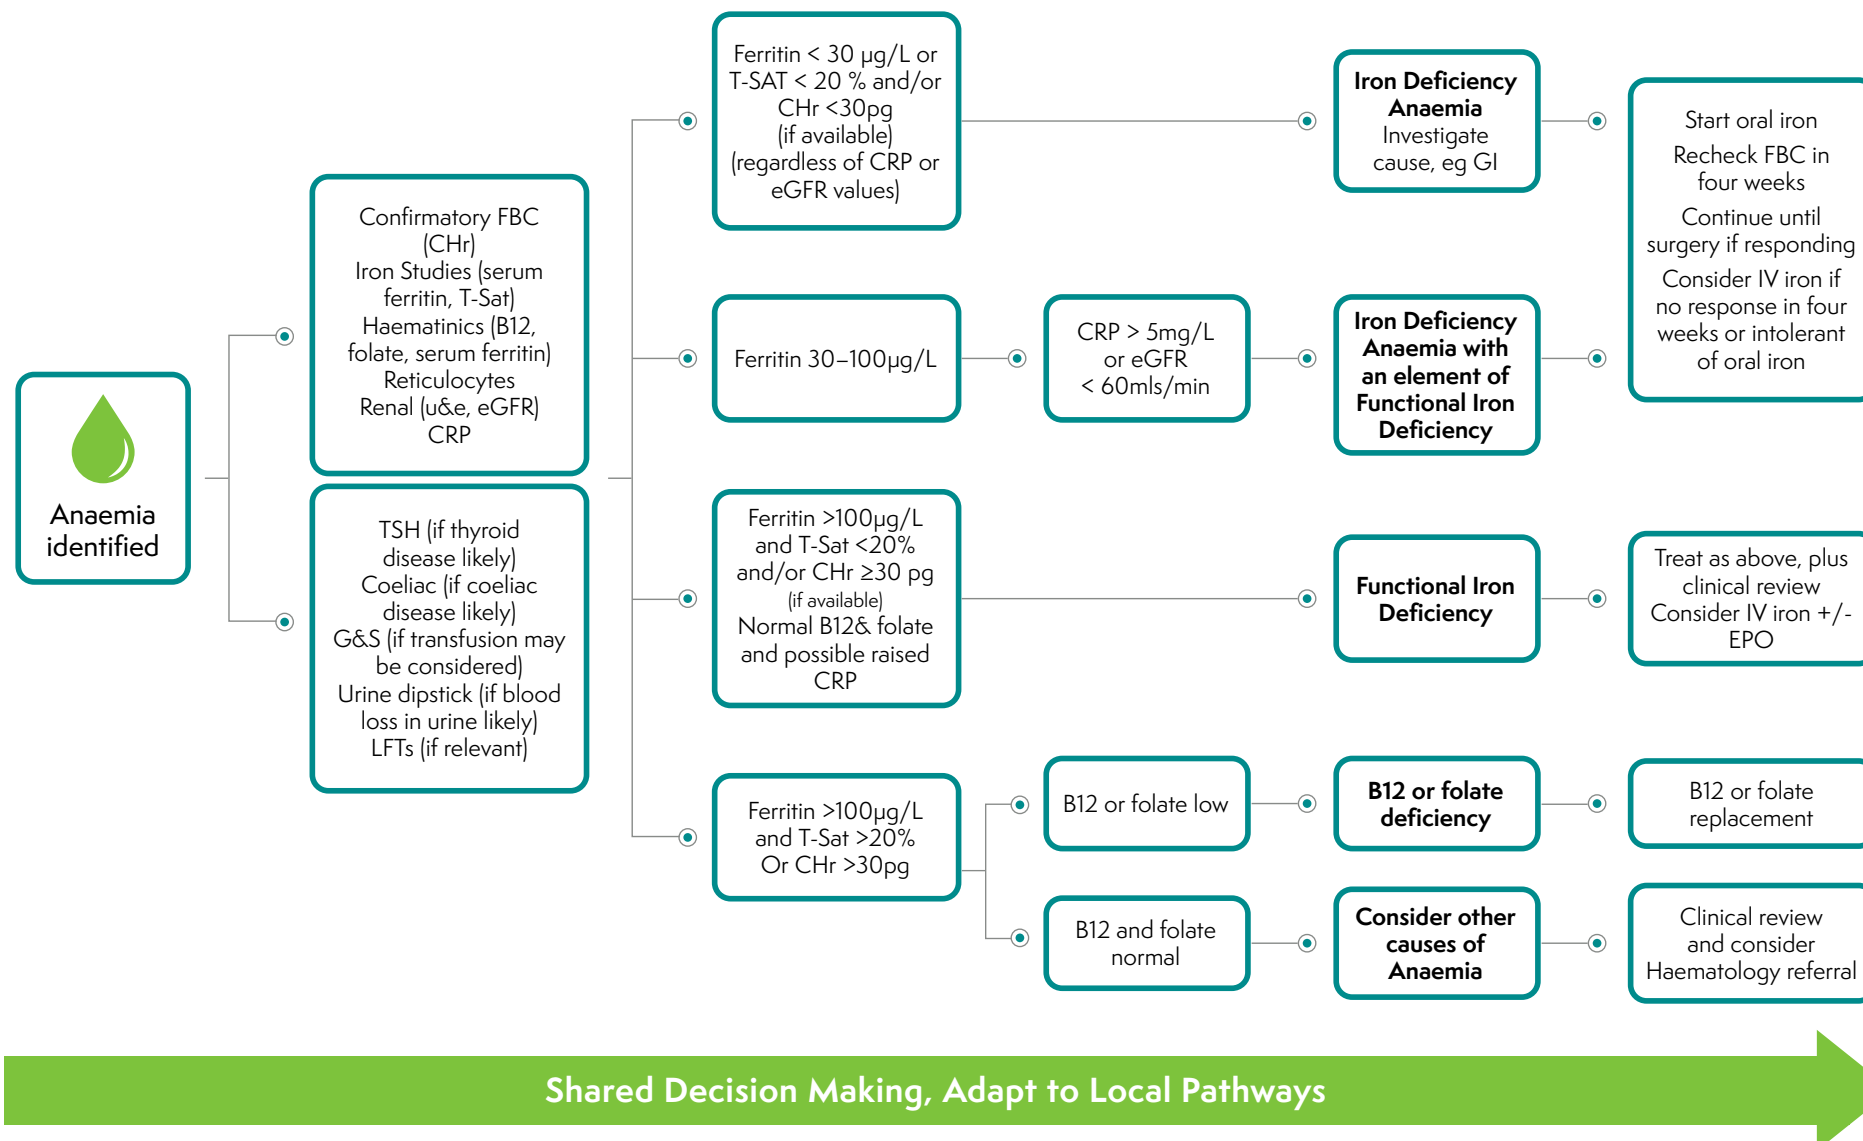 Anaemia
identified
Confirmatory FBC
(CHr)
Iron Studies (serum
ferritin, T-Sat)
Haematinics (B12,
folate, serum ferritin)
Reticulocytes
Renal (u&e, eGFR)
CRP
TSH (if thyroid
disease likely)
Coeliac (if coeliac
disease likely)
G&S (if transfusion may
be considered)
Urine dipstick (if blood
loss in urine likely)
LFTs (if relevant)
Ferritin < 30 µg/L or
T-SAT < 20 % and/or
CHr <30pg
(if available)
(regardless of CRP or
eGFR values)
Iron Deficiency
Anaemia
Investigate
cause, eg GI
Start oral iron
Recheck FBC in
four weeks
Continue until
surgery if responding
Consider IV iron if
no response in four
weeks or intolerant
of oral iron
Ferritin 30–100µg/L
CRP > 5mg/L
or eGFR
< 60mls/min
Iron Deficiency
Anaemia with
an element of
Functional Iron
Deficiency
Ferritin >100µg/L
and T-Sat <20%
and/or CHr ≥30 pg
(if available)
Normal B12& folate
and possible raised
CRP
Functional Iron
Deficiency
Treat as above, plus
clinical review
Consider IV iron +/-
EPO
Ferritin >100µg/L
and T-Sat >20%
Or CHr >30pg
B12 or folate low
B12 or folate
deficiency
B12 or folate
replacement
B12 and folate
normal
Consider other
causes of
Anaemia
Clinical review
and consider
Haematology referral
Shared Decision Making, Adapt to Local Pathways